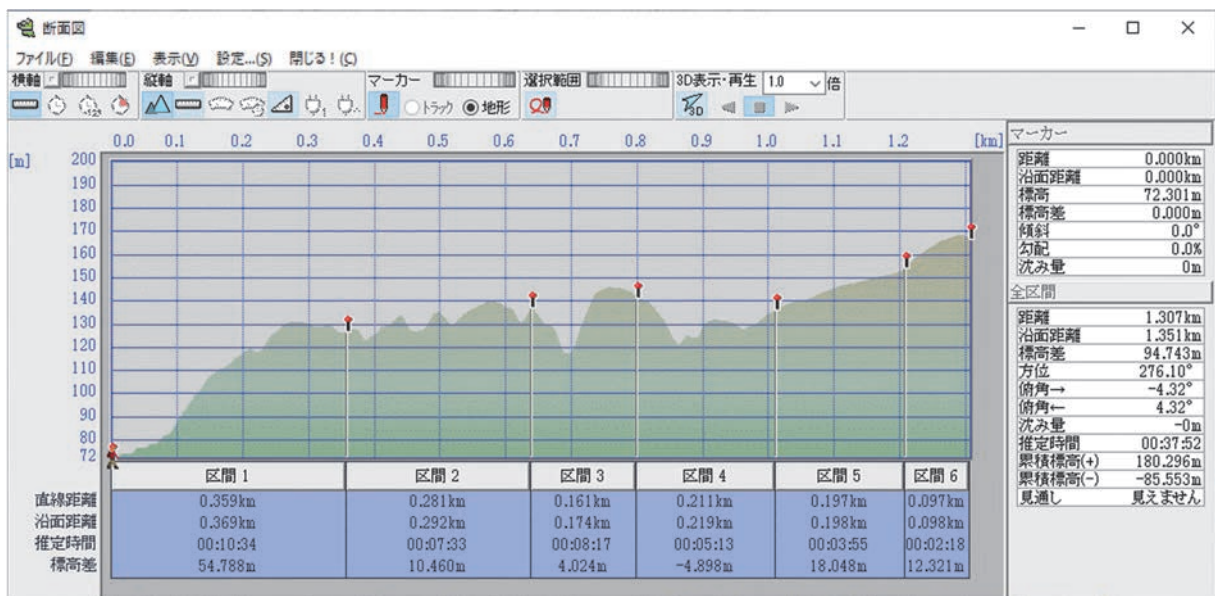 断面図
ファイル(F) 編集(E) 表示(V) 設定...(S) 閉じる!(C)
横軸 縦軸 マーカー 選択範囲 3D表示・再生 1.0 倍
トラック 地形 3D
0.0 0.1 0.2 0.3 0.4 0.5 0.6 0.7 0.8 0.9 1.0 1.1 1.2 [km]
[m] 200
190
180
170
160
150
140
130
120
110
100
90
80
72
区間 1 区間 2 区間 3 区間 4 区間 5 区間 6
直線距離 0.359km 0.281km 0.161km 0.211km 0.197km 0.097km
沿面距離 0.369km 0.292km 0.174km 0.219km 0.198km 0.098km
推定時間 00:10:34 00:07:33 00:08:17 00:05:13 00:03:55 00:02:18
標高差 54.788m 10.460m 4.024m -4.898m 18.048m 12.321m
マーカー
距離 0.000km
沿面距離 0.000km
標高 72.301m
標高差 0.000m
傾斜 0.0°
勾配 0.0%
沈み量 0m
全区間
距離 1.307km
沿面距離 1.351km
標高差 94.743m
方位 276.10°
俯角→ -4.32°
俯角← 4.32°
沈み量 -0m
推定時間 00:37:52
累積標高(+) 180.296m
累積標高(-) -85.553m
見通し 見えません